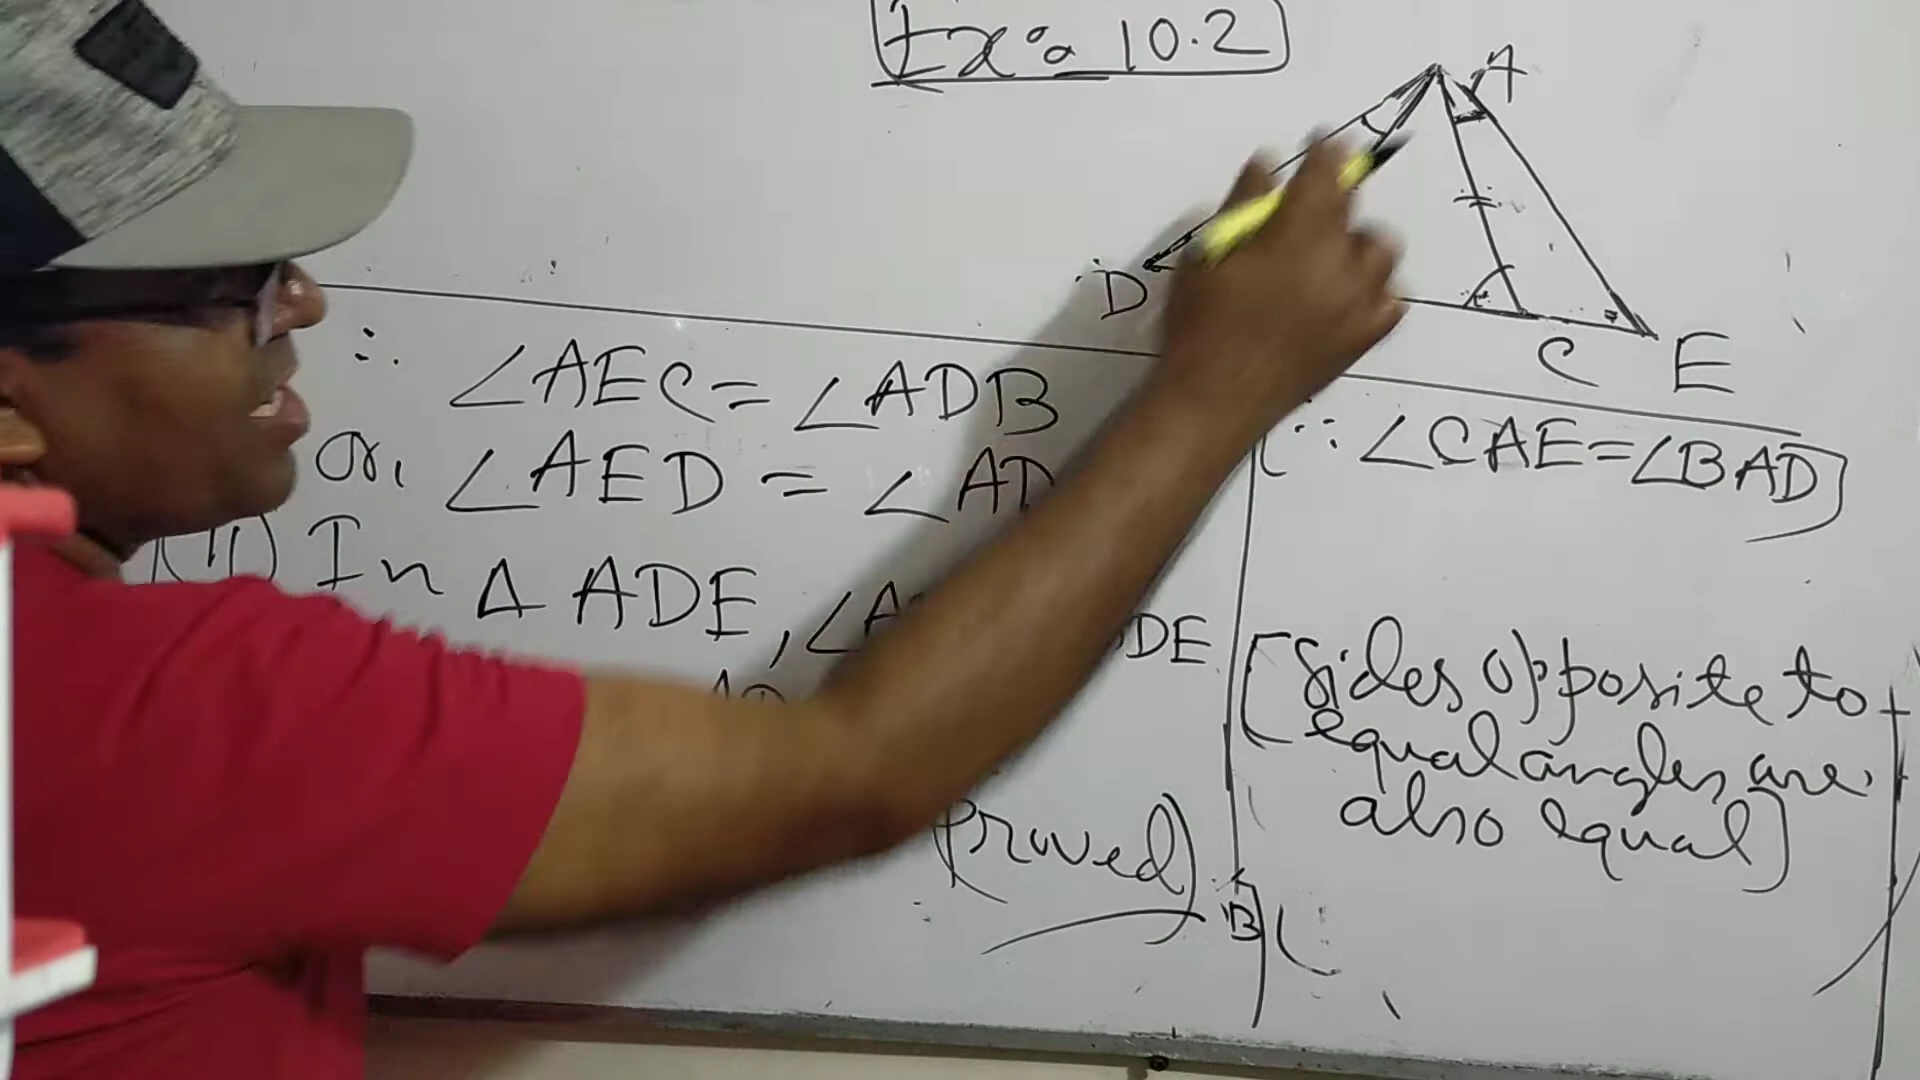 Ex: 10.2
A
D
C E
∴ ∠AEC = ∠ADB
[∵ ∠CAE = ∠BAD]
or, ∠AED = ∠AD
(ii) In Δ ADE, ∠A DE
[sides opposite to
equal angles are
also equal]
Proved)
B